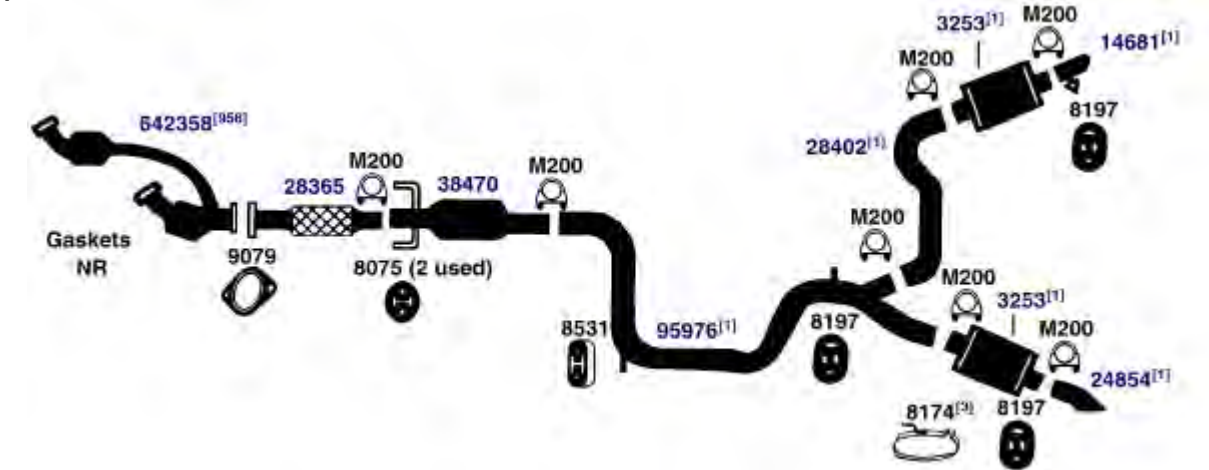 3253[1]
M200
14681[1]
M200
8197
642358[958]
28402[1]
M200
28365
38470
M200
M200
Gaskets
NR
9079
8075 (2 used)
M200
3253[1]
8531
95976[1]
8197
M200
24854[1]
8174[3]
8197